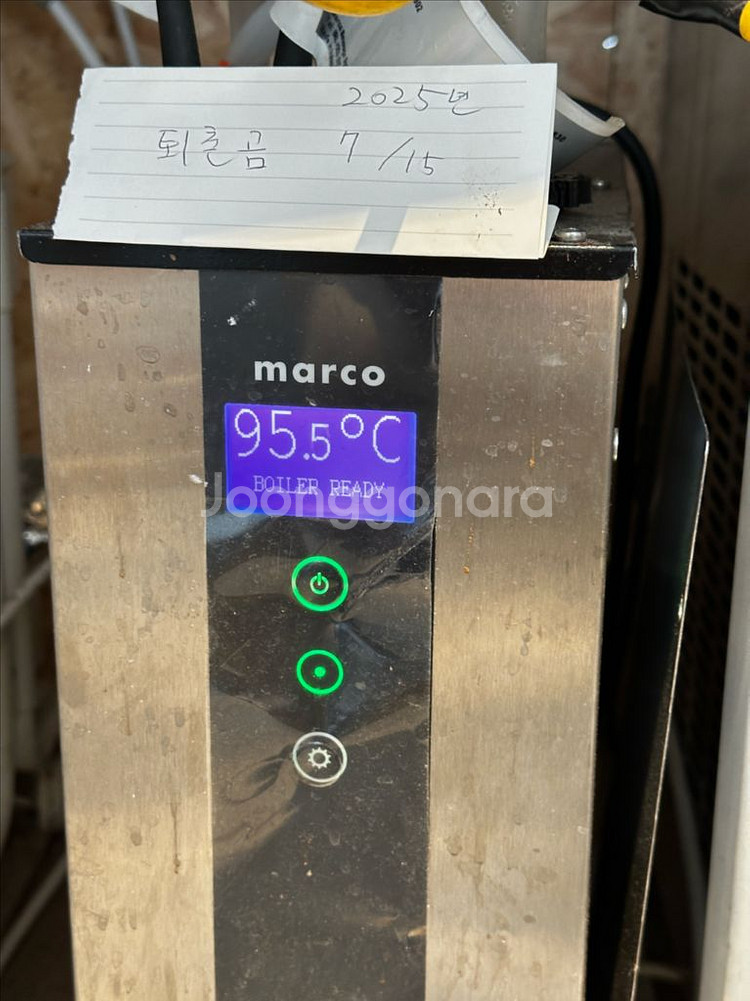 2025년
퇴촌곰 7/15
marco
95.5°C
BOILER READY
Joonggonara